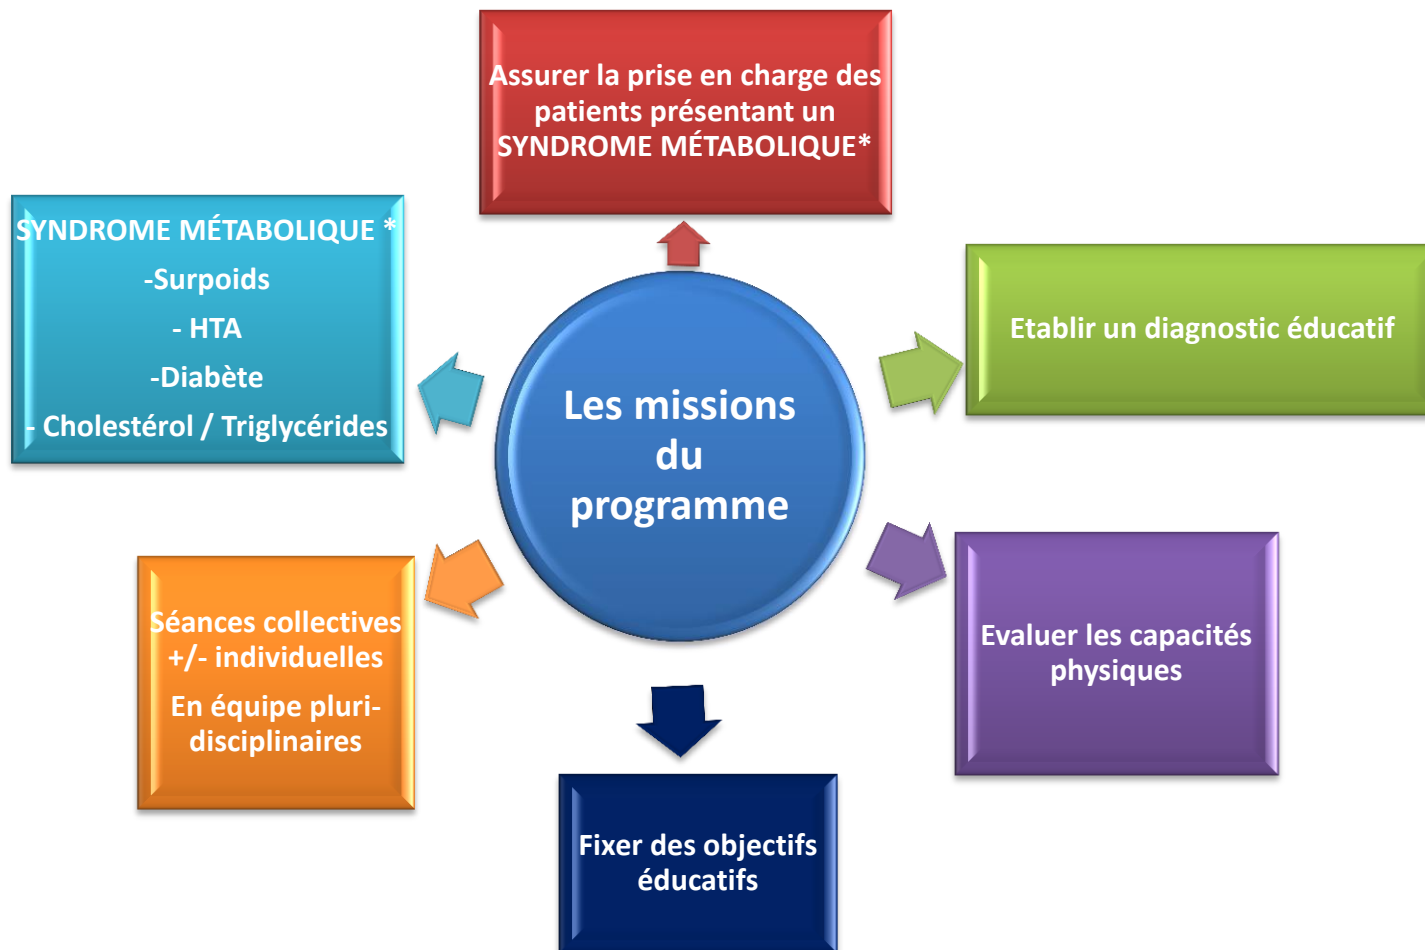 Assurer la prise en charge des
patients présentant un
SYNDROME MÉTABOLIQUE*
SYNDROME MÉTABOLIQUE *
-Surpoids
- HTA
-Diabète
- Cholestérol / Triglycérides
Etablir un diagnostic éducatif
Les missions
du
programme
Séances collectives
+/- individuelles
En équipe pluri-
disciplinaires
Evaluer les capacités
physiques
Fixer des objectifs
éducatifs